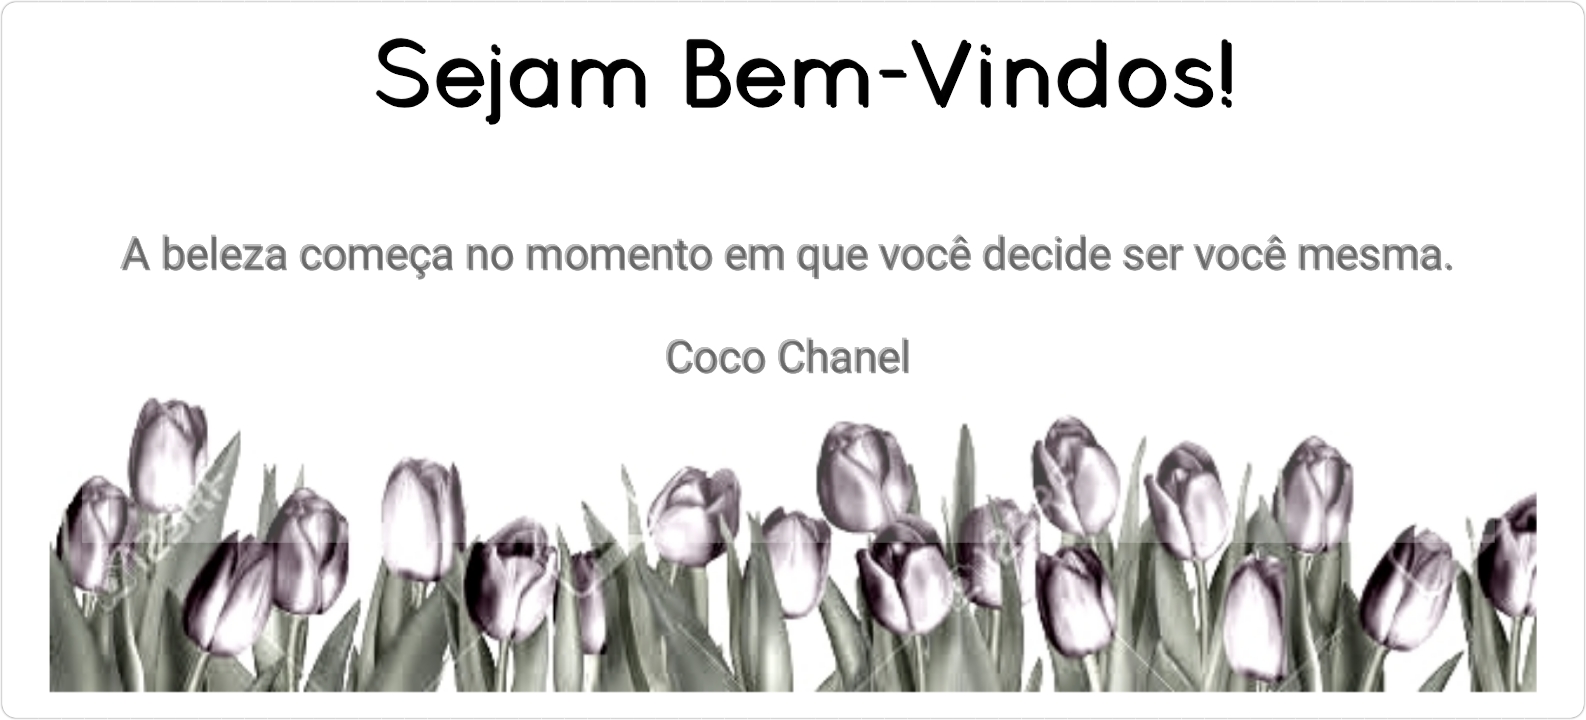 Sejam Bem-Vindos!
A beleza começa no momento em que você decide ser você mesma.
Coco Chanel